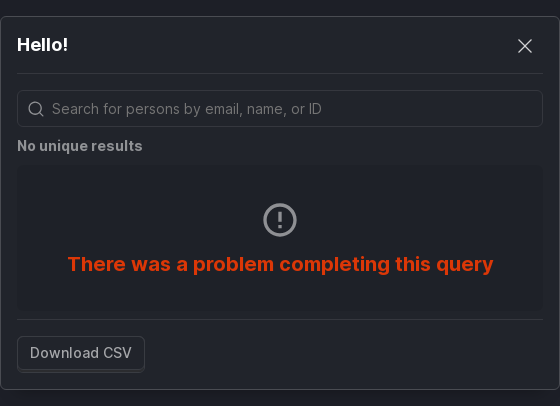 Hello!
Search for persons by email, name, or ID
No unique results
There was a problem completing this query
Download CSV